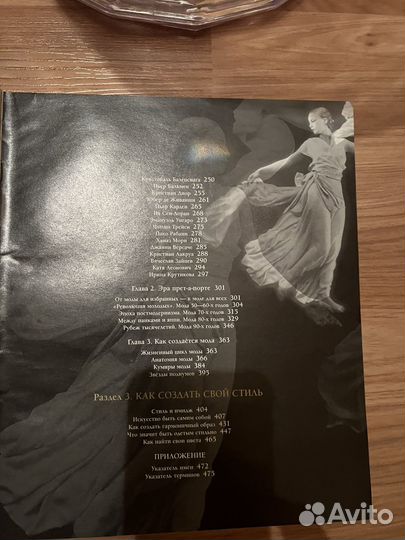 Кристобаль Баленсиага 250
Пьер Бальмен 252
Кристиан Диор 255
Юбер де Живанши 261
Пьер Карден 265
Ив Сен-Лоран 268
Эмануэль Унгаро 273
Филип Трейси 275
Пако Рабанн 278
Ханаэ Мори 281
Джанни Версаче 285
Кристиан Лакруа 288
Вячеслав Зайцев 290
Катя Леонович 294
Ирина Крутикова 297
Глава 2. Эра прет-а-порте 301
От моды для избранных — к моде для всех 301
«Революция молодых». Мода 50—60-х годов 304
Эпоха постмодернизма. Мода 70-х годов 315
Между панками и яппи. Мода 80-х годов 329
Рубеж тысячелетий. Мода 90-х годов 346
Глава 3. Как создаётся мода 363
Жизненный цикл моды 363
Анатомия моды 366
Кумиры моды 384
Звёзды подиумов 395
Раздел 3. КАК СОЗДАТЬ СВОЙ СТИЛЬ
Стиль и имидж 404
Искусство быть самим собой 407
Как создать гармоничный образ 431
Что значит быть одетым стильно 447
Как найти свои цвета 465
ПРИЛОЖЕНИЕ
Указатель имён 472
Указатель терминов 473
Avito